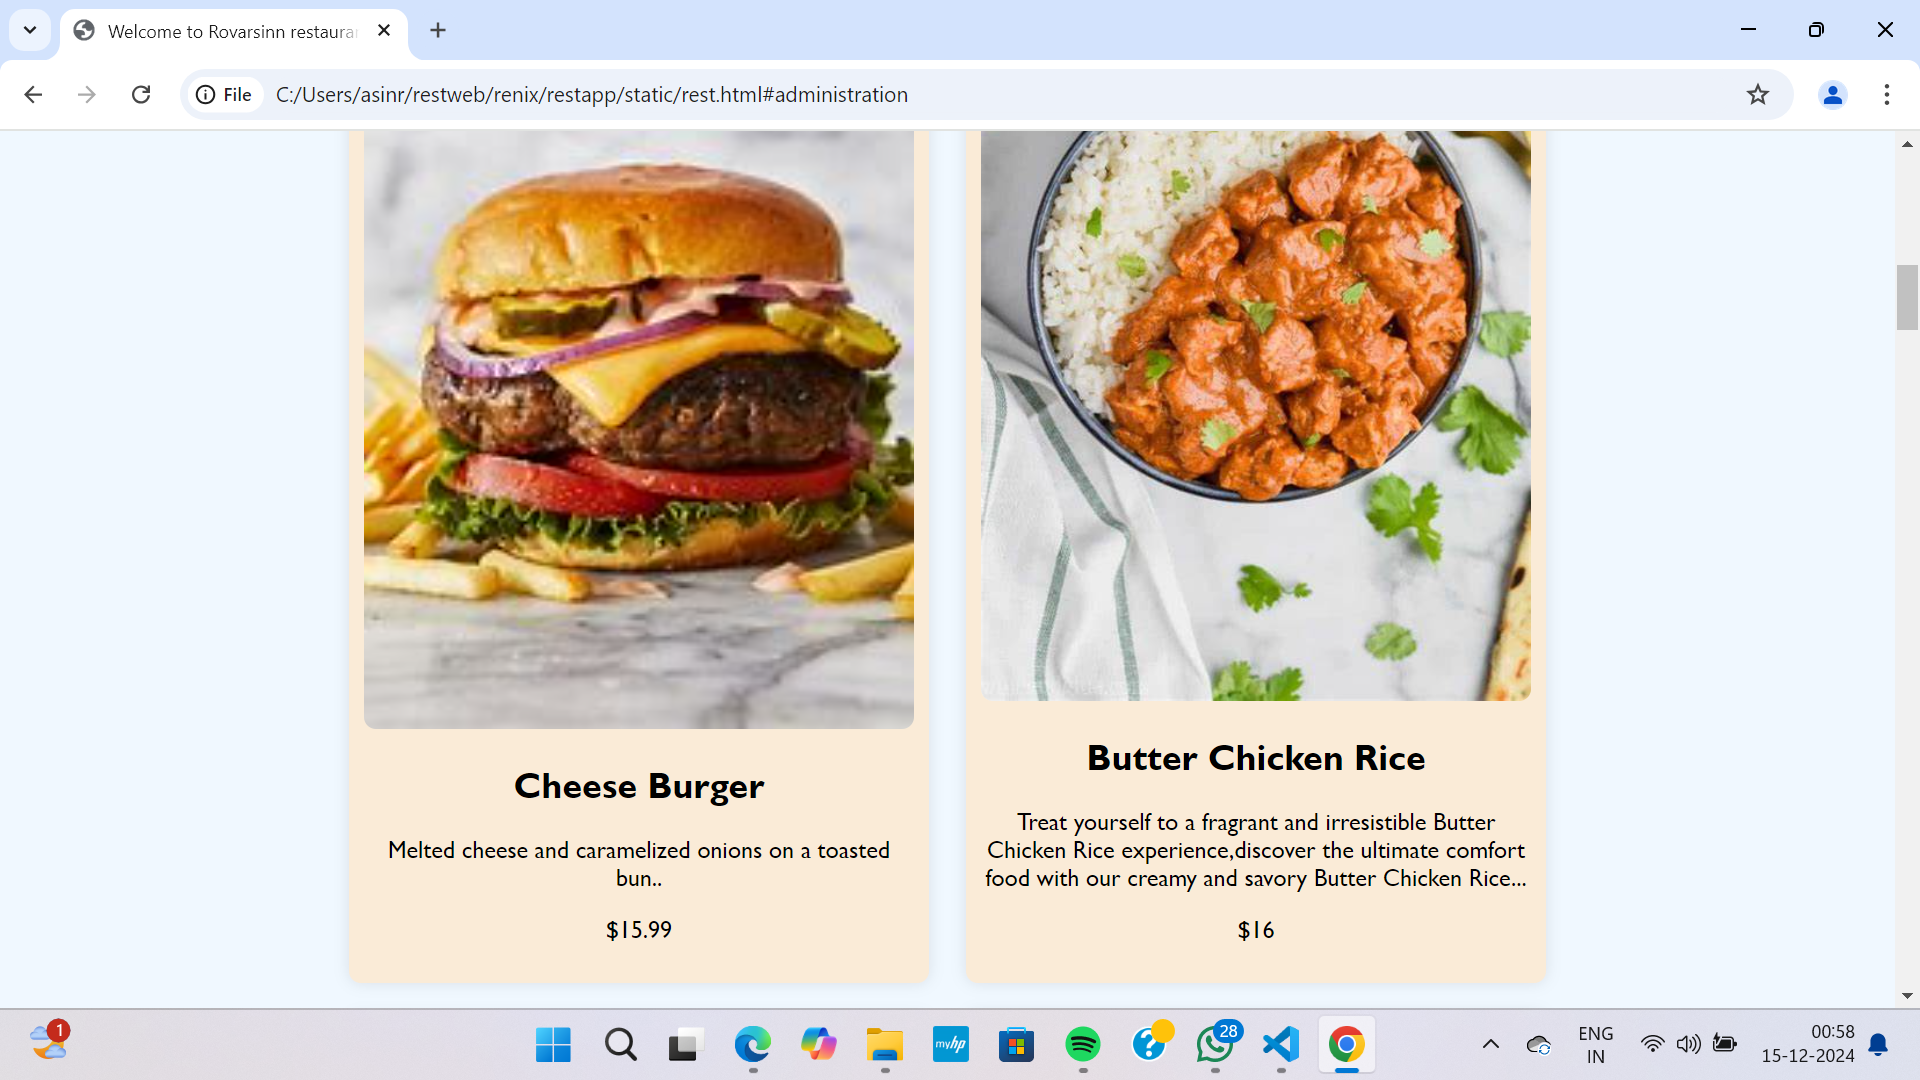 Welcome to Rovarsinn restaura
File
C:/Users/asinr/restweb/renix/restapp/static/rest.html#administration
Cheese Burger
Melted cheese and caramelized onions on a toasted
bun..
$15.99
Butter Chicken Rice
Treat yourself to a fragrant and irresistible Butter
Chicken Rice experience,discover the ultimate comfort
food with our creamy and savory Butter Chicken Rice...
$16
1
myhp
28
ENG
IN
00:58
15-12-2024